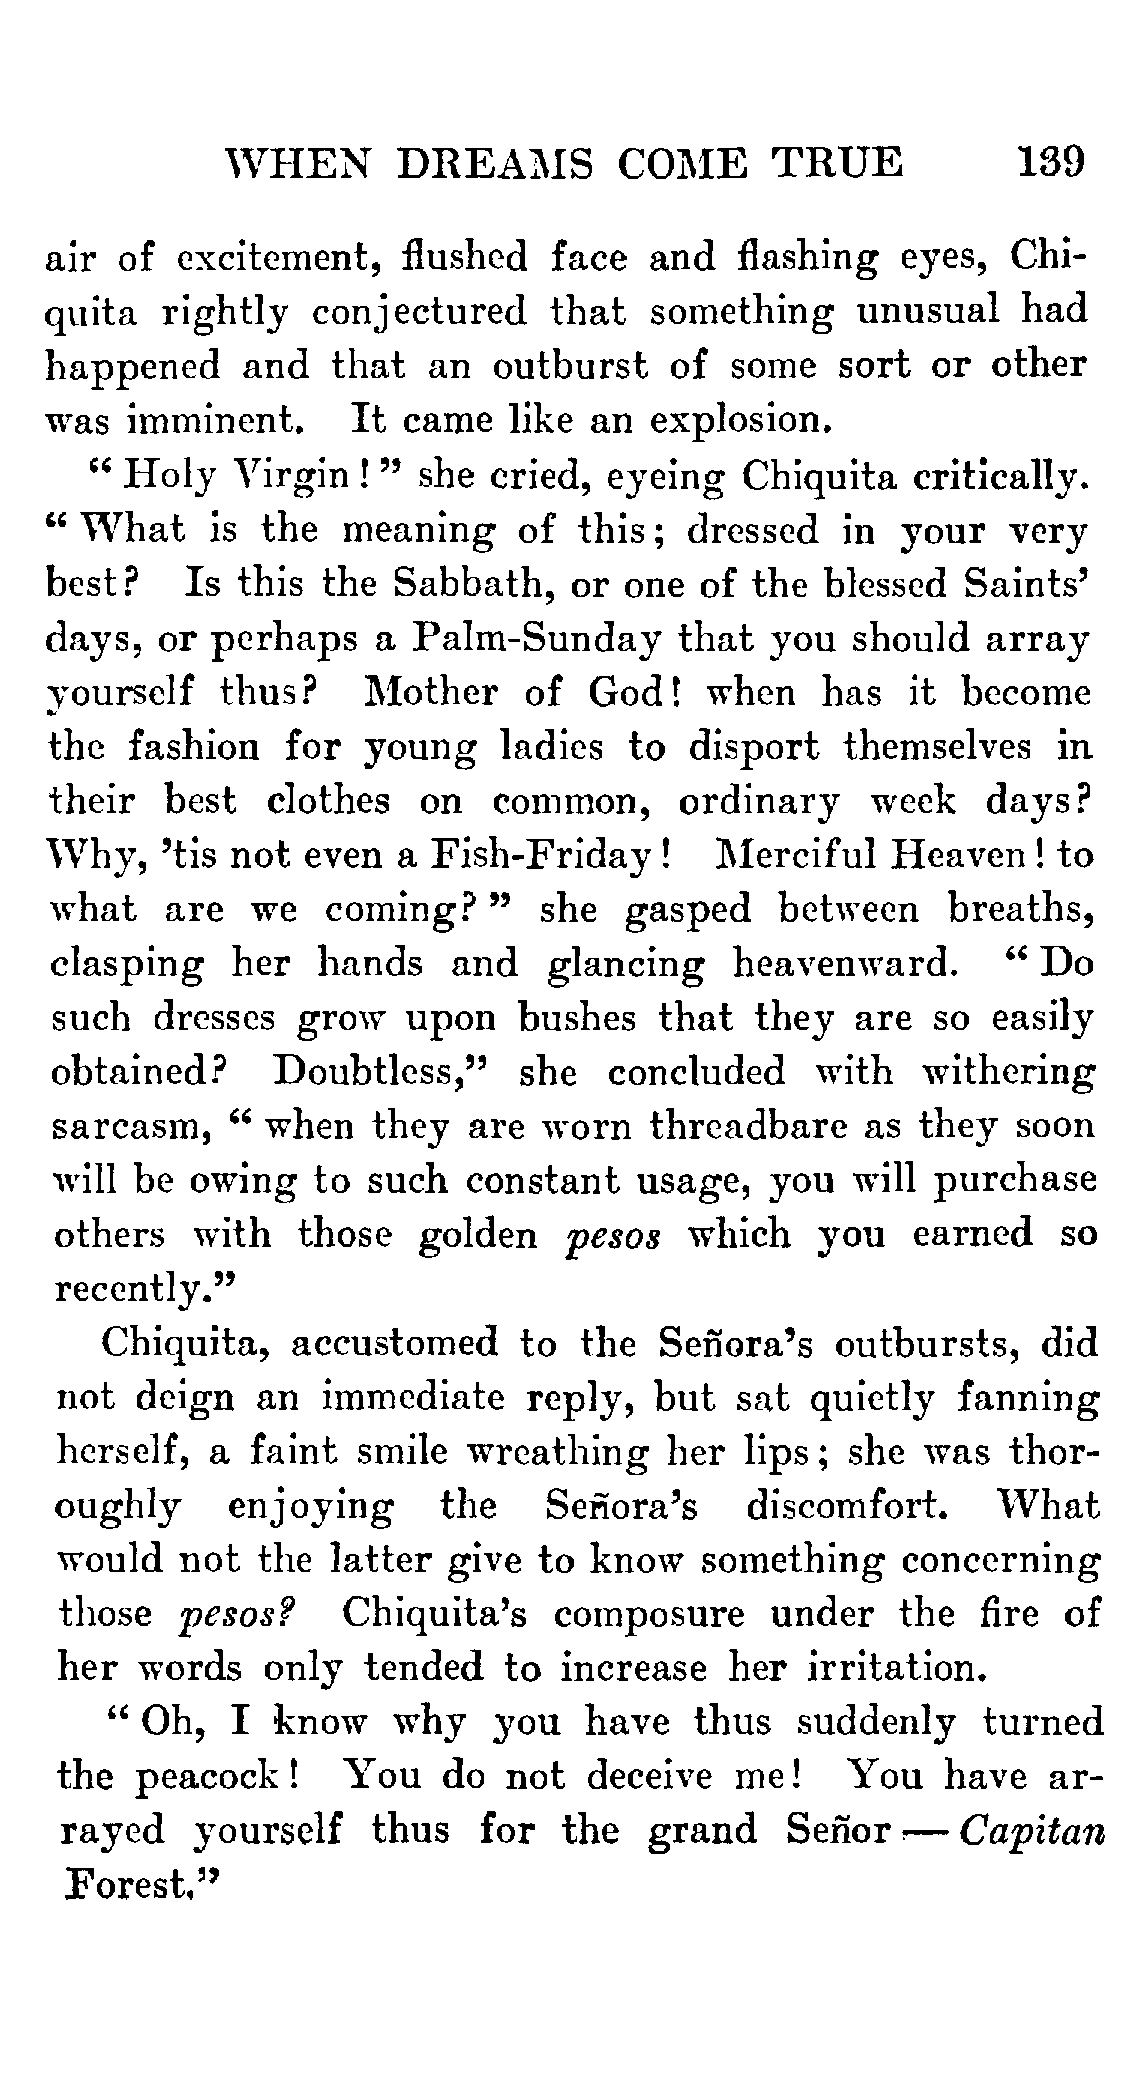 WHEN DREAMS COME TRUE 139
air of excitement, flushed face and flashing eyes, Chi-
quita rightly conjectured that something unusual had
happened and that an outburst of some sort or other
was imminent. It came like an explosion.
“ Holy Virgin ! ” she cried, eyeing Chiquita critically.
“ What is the meaning of this ; dressed in your very
best ? Is this the Sabbath, or one of the blessed Saints’
days, or perhaps a Palm-Sunday that you should array
yourself thus ? Mother of God ! when has it become
the fashion for young ladies to disport themselves in
their best clothes on common, ordinary week days ?
Why, ’tis not even a Fish-Friday ! Merciful Heaven ! to
what are we coming ? ” she gasped between breaths,
clasping her hands and glancing heavenward. “ Do
such dresses grow upon bushes that they are so easily
obtained ? Doubtless,” she concluded with withering
sarcasm, “ when they are worn threadbare as they soon
will be owing to such constant usage, you will purchase
others with those golden pesos which you earned so
recently.”
Chiquita, accustomed to the Señora’s outbursts, did
not deign an immediate reply, but sat quietly fanning
herself, a faint smile wreathing her lips ; she was thor-
oughly enjoying the Señora’s discomfort. What
would not the latter give to know something concerning
those pesos? Chiquita’s composure under the fire of
her words only tended to increase her irritation.
“ Oh, I know why you have thus suddenly turned
the peacock ! You do not deceive me ! You have ar-
rayed yourself thus for the grand Señor — Capitan
Forest.”